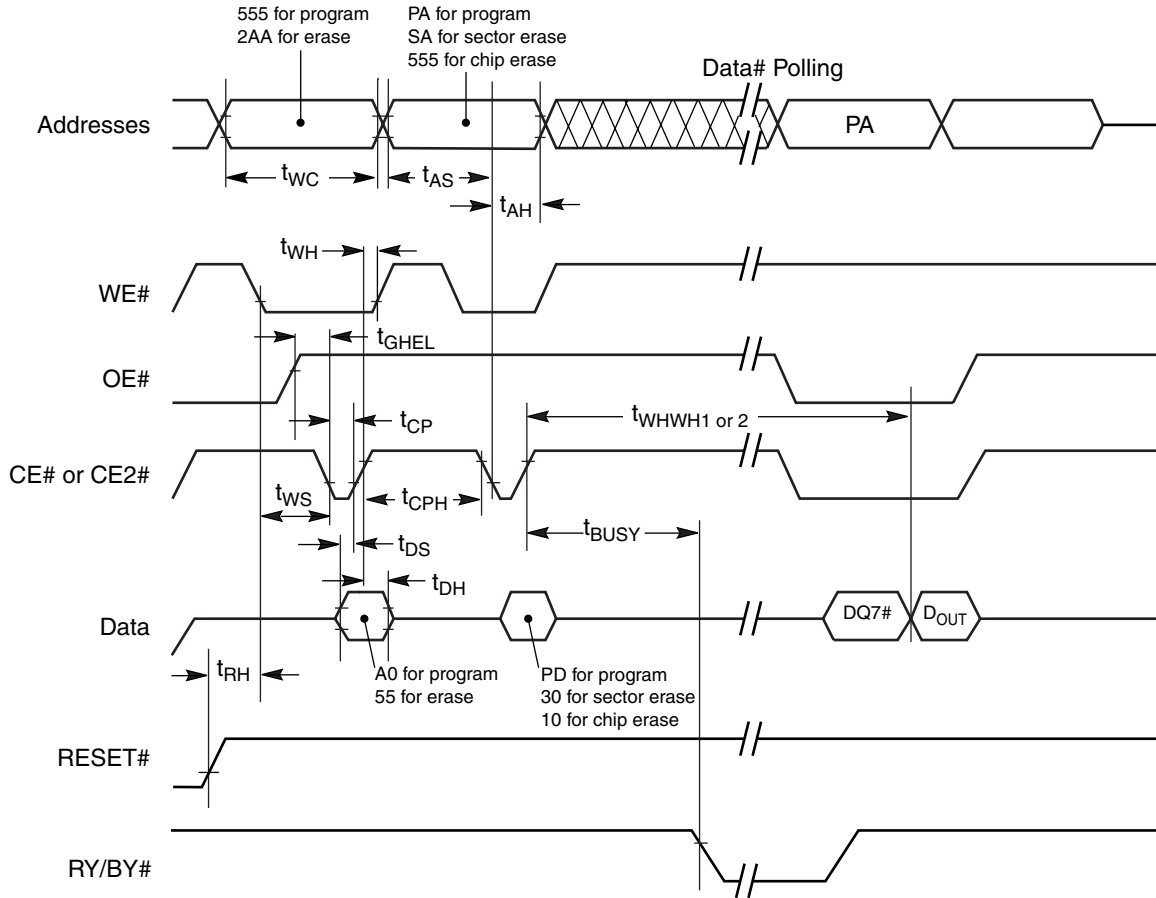 555 for program
2AA for erase
PA for program
SA for sector erase
555 for chip erase
Data# Polling
Addresses
PA
tWC
tAS
tAH
tWH
WE#
tGHEL
OE#
tWHWH1 or 2
tCP
CE# or CE2#
tWS
tCPH
tBUSY
tDS
tDH
Data
DQ7#
DOUT
tRH
A0 for program
55 for erase
PD for program
30 for sector erase
10 for chip erase
RESET#
RY/BY#